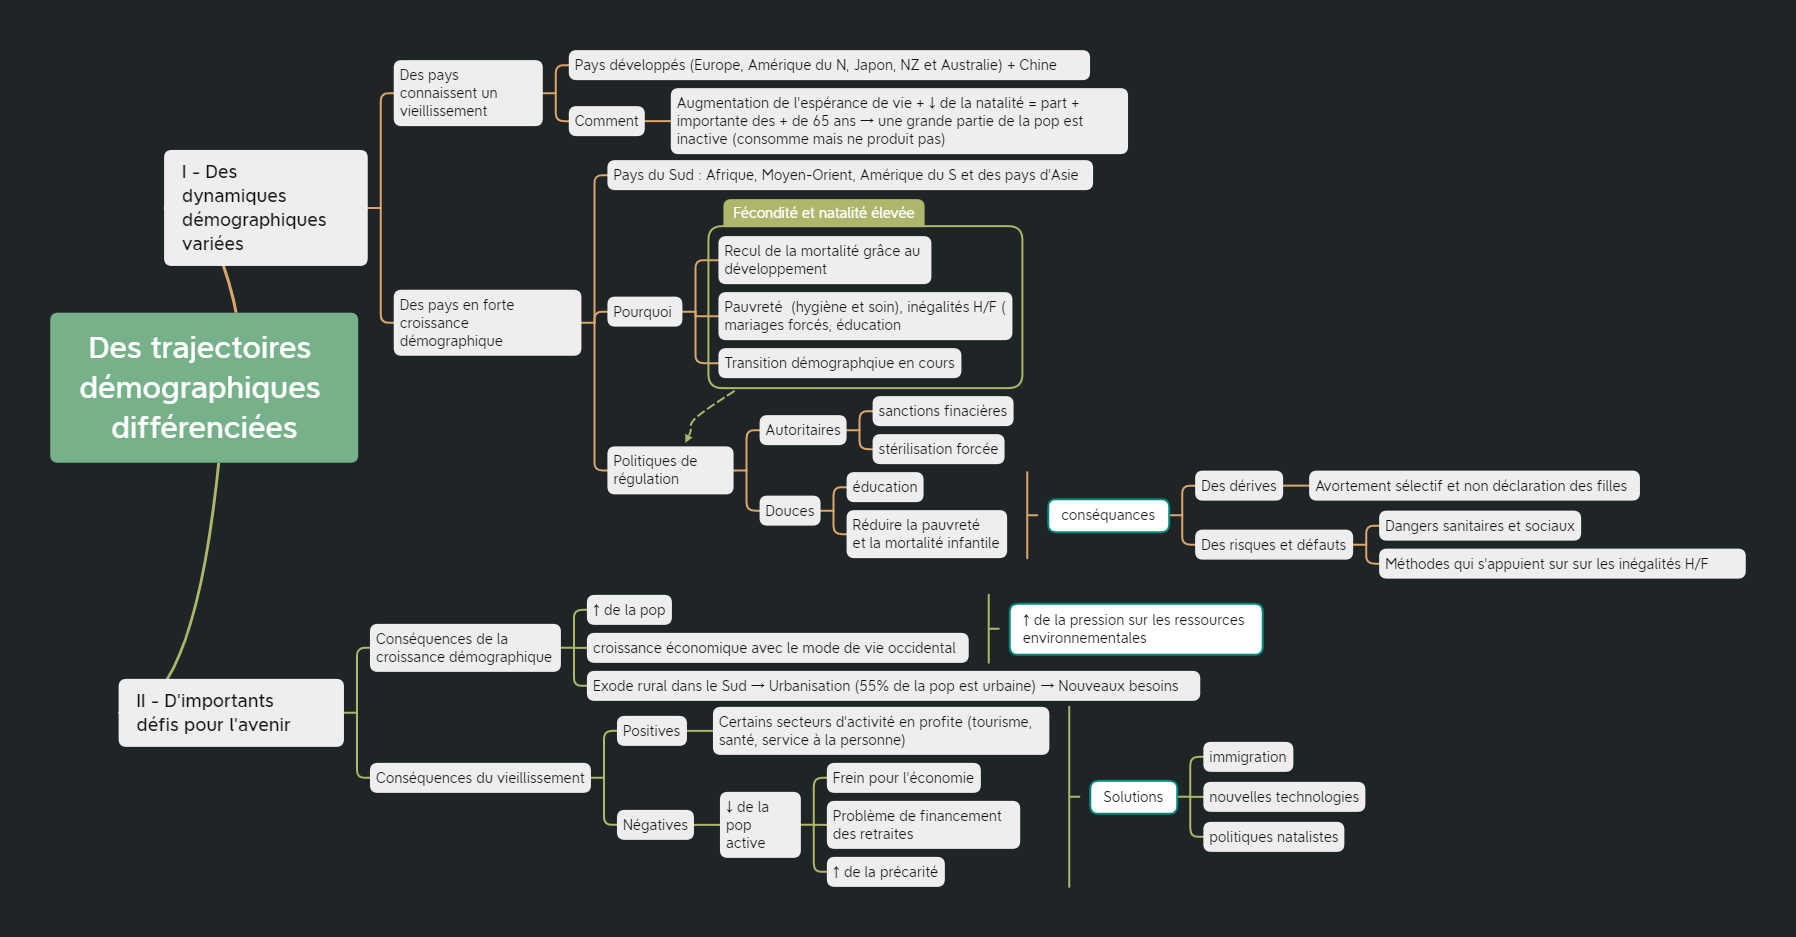 Des trajectoires
démographiques
différenciées
I - Des
dynamiques
démographiques
variées
Des pays
connaissent un
vieillissement
Pays développés (Europe, Amérique du N, Japon, NZ et Australie) + Chine
Comment
Augmentation de l'espérance de vie + ↓ de la natalité = part +
importante des + de 65 ans → une grande partie de la pop est
inactive (consomme mais ne produit pas)
Des pays en forte
croissance
démographique
Pays du Sud : Afrique, Moyen-Orient, Amérique du S et des pays d'Asie
Pourquoi
Fécondité et natalité élevée
Recul de la mortalité grâce au
développement
Pauvreté  (hygiène et soin), inégalités H/F (
mariages forcés, éducation
Transition démographqiue en cours
Politiques de
régulation
Autoritaires
sanctions finacières
stérilisation forcée
Douces
éducation
Réduire la pauvreté
et la mortalité infantile
conséquances
Des dérives
Avortement sélectif et non déclaration des filles
Des risques et défauts
Dangers sanitaires et sociaux
Méthodes qui s'appuient sur sur les inégalités H/F
II - D'importants
défis pour l'avenir
Conséquences de la
croissance démographique
↑ de la pop
croissance économique avec le mode de vie occidental
↑ de la pression sur les ressources
environnementales
Exode rural dans le Sud → Urbanisation (55% de la pop est urbaine) → Nouveaux besoins
Conséquences du vieillissement
Positives
Certains secteurs d'activité en profite (tourisme,
santé, service à la personne)
Négatives
↓ de la
pop
active
Frein pour l'économie
Problème de financement
des retraites
↑ de la précarité
Solutions
immigration
nouvelles technologies
politiques natalistes